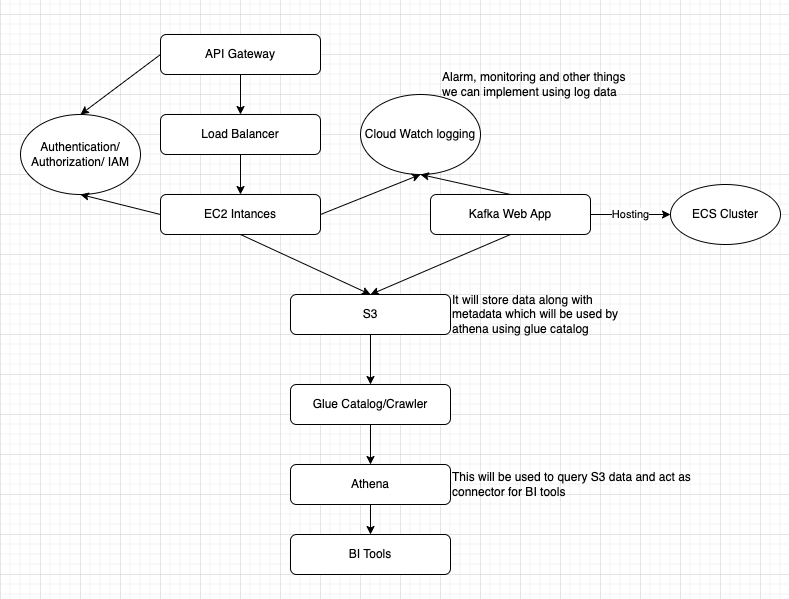 API Gateway
Alarm, monitoring and other things
we can implement using log data
Authentication/
Authorization/ IAM
Load Balancer
Cloud Watch logging
EC2 Intances
Kafka Web App
Hosting
ECS Cluster
S3
It will store data along with
metadata which will be used by
athena using glue catalog
Glue Catalog/Crawler
Athena
This will be used to query S3 data and act as
connector for BI tools
BI Tools